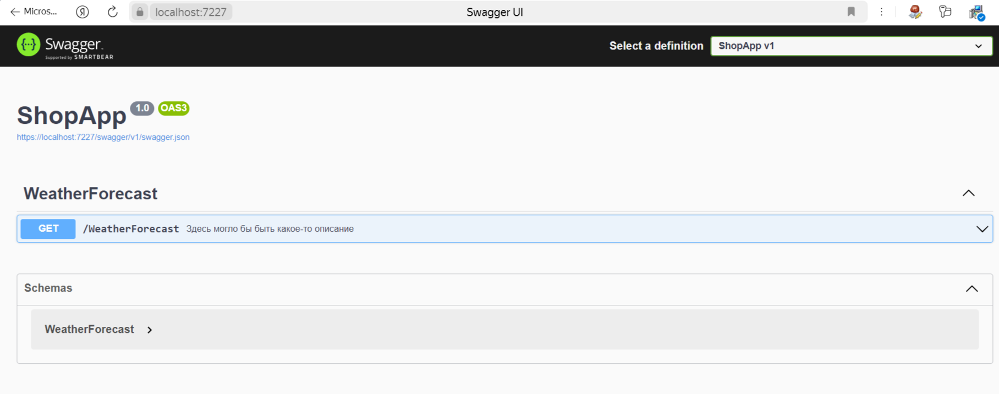 Micros...
Я
localhost:7227
Swagger UI
{···}
Swagger
Supported by SMARTBEAR
Select a definition
ShopApp v1
ShopApp 1.0 OAS3
https://localhost:7227/swagger/v1/swagger.json
WeatherForecast
GET /WeatherForecast Здесь могло бы быть какое-то описание
Schemas
WeatherForecast